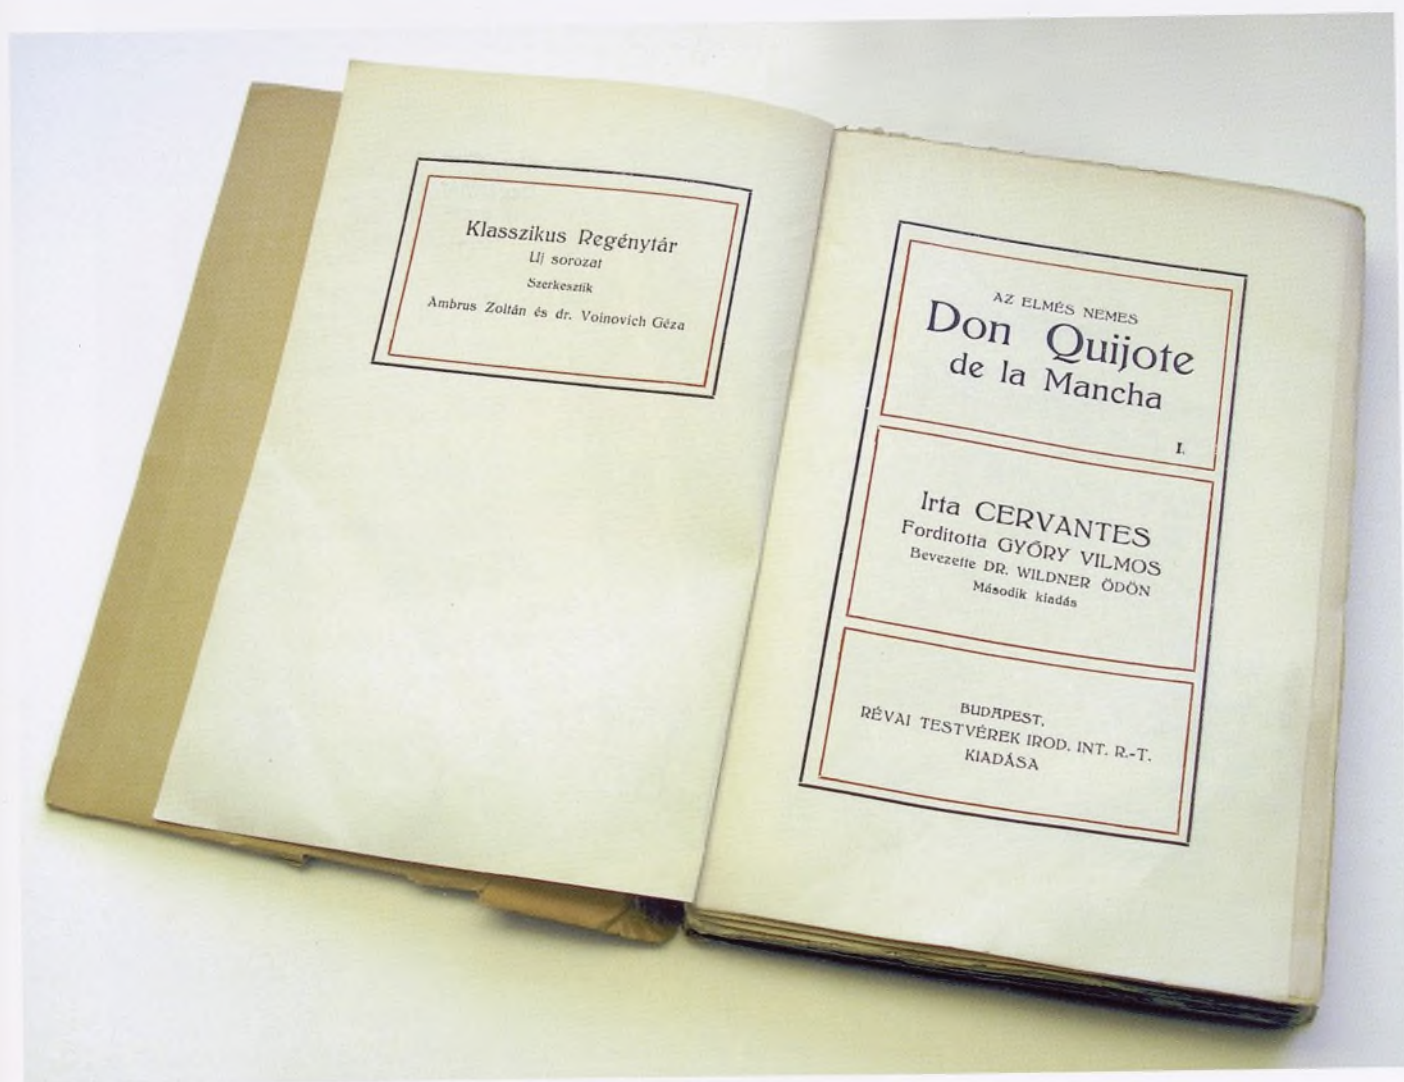 Klasszikus Regénytár
Uj sorozat
Szerkesztik
Ambrus Zoltán és dr. Voinovich Géza
AZ ELMÉS NEMES
Don Quijote
de la Mancha
I.
Irta CERVANTES
Forditotta GYŐRY VILMOS
Bevezette DR. WILDNER ÖDÖN
Második kiadás
BUDAPEST,
RÉVAI TESTVÉREK IROD. INT. R.-T.
KIADÁSA